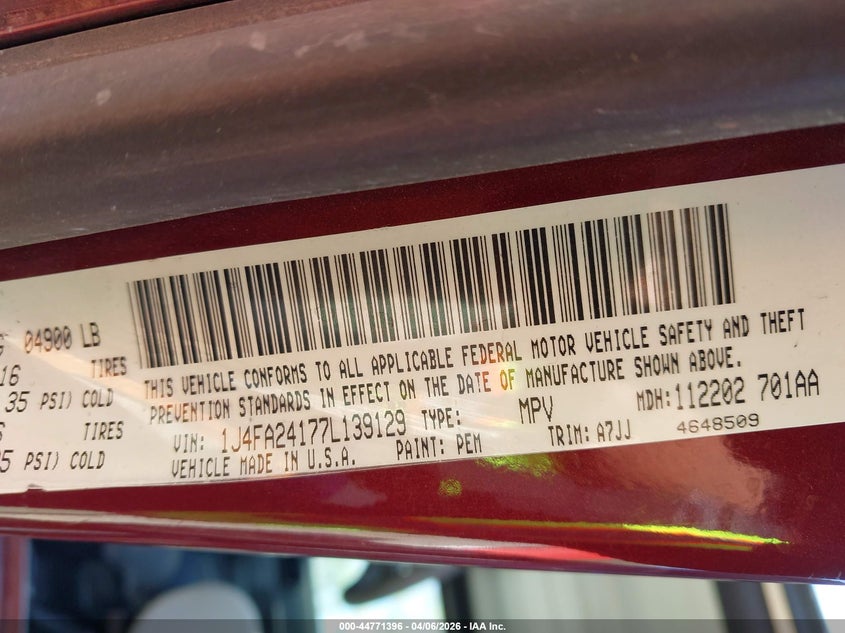 04900 LB
16 TIRES
35 PSI) COLD
TIRES
35 PSI) COLD
THIS VEHICLE CONFORMS TO ALL APPLICABLE FEDERAL MOTOR VEHICLE SAFETY AND THEFT
PREVENTION STANDARDS IN EFFECT ON THE DATE OF MANUFACTURE SHOWN ABOVE.
VIN: 1J4FA24177L139129 TYPE: MPV MDH: 112202 701AA
VEHICLE MADE IN U.S.A. PAINT: PEM TRIM: A7JJ 4648509
000-44771396 - 04/06/2026 - IAA Inc.